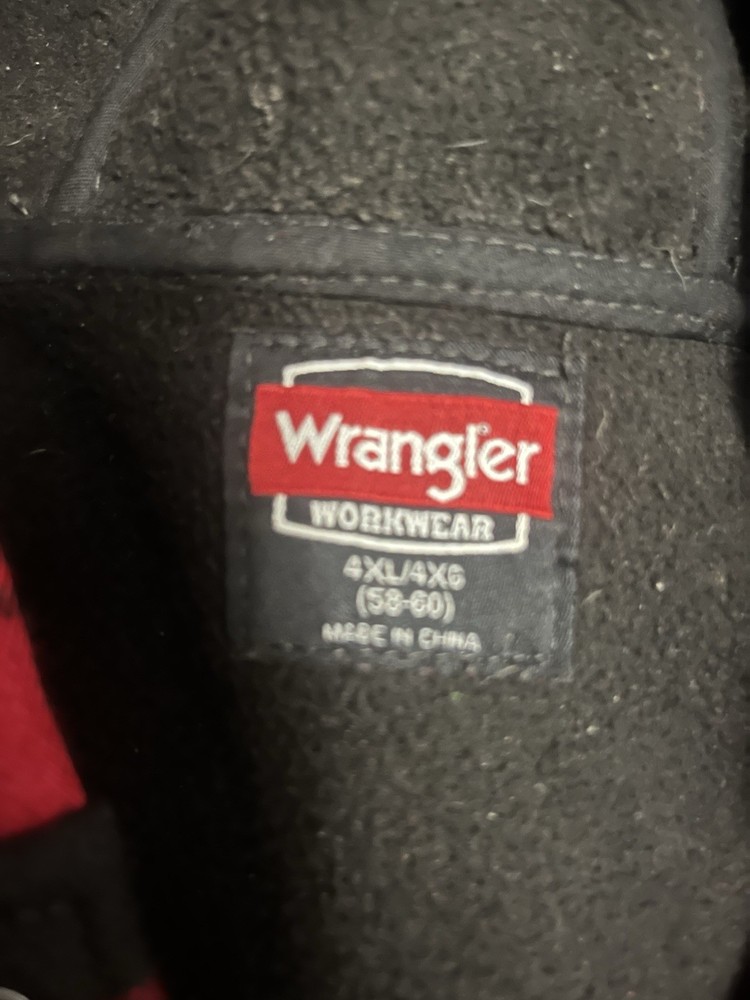 Wrangler
WORKWEAR
4XL/4XG
(58-60)
MADE IN CHINA